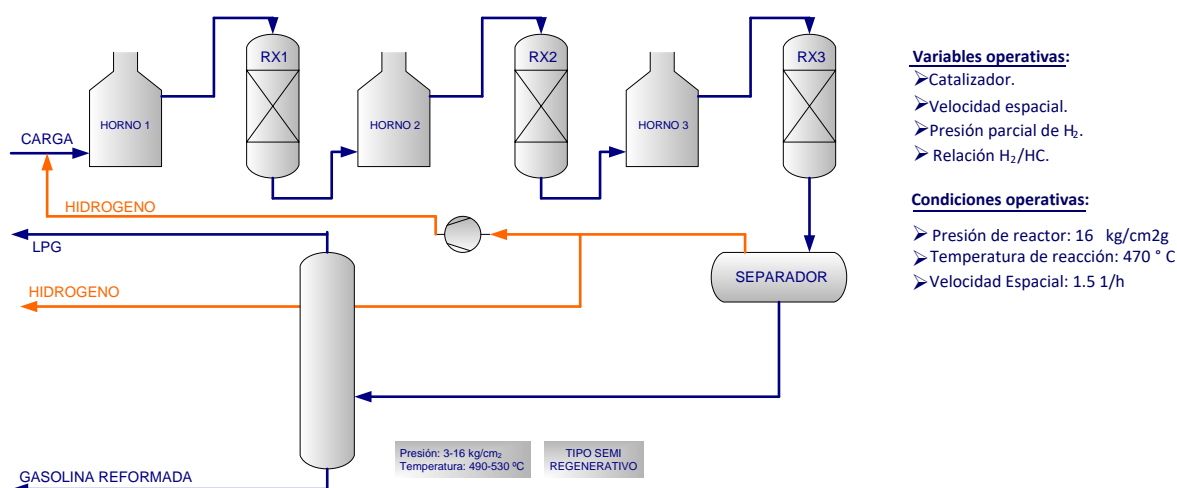 RX1
RX2
RX3
HORNO 1
HORNO 2
HORNO 3
CARGA
HIDROGENO
LPG
HIDROGENO
SEPARADOR
GASOLINA REFORMADA
Presión: 3-16 kg/cm₂
Temperatura: 490-530 ºC
TIPO SEMI
REGENERATIVO
Variables operativas:
➢Catalizador.
➢Velocidad espacial.
➢Presión parcial de H₂.
➢Relación H₂/HC.
Condiciones operativas:
➢Presión de reactor: 16 kg/cm2g
➢Temperatura de reacción: 470 ° C
➢Velocidad Espacial: 1.5 1/h